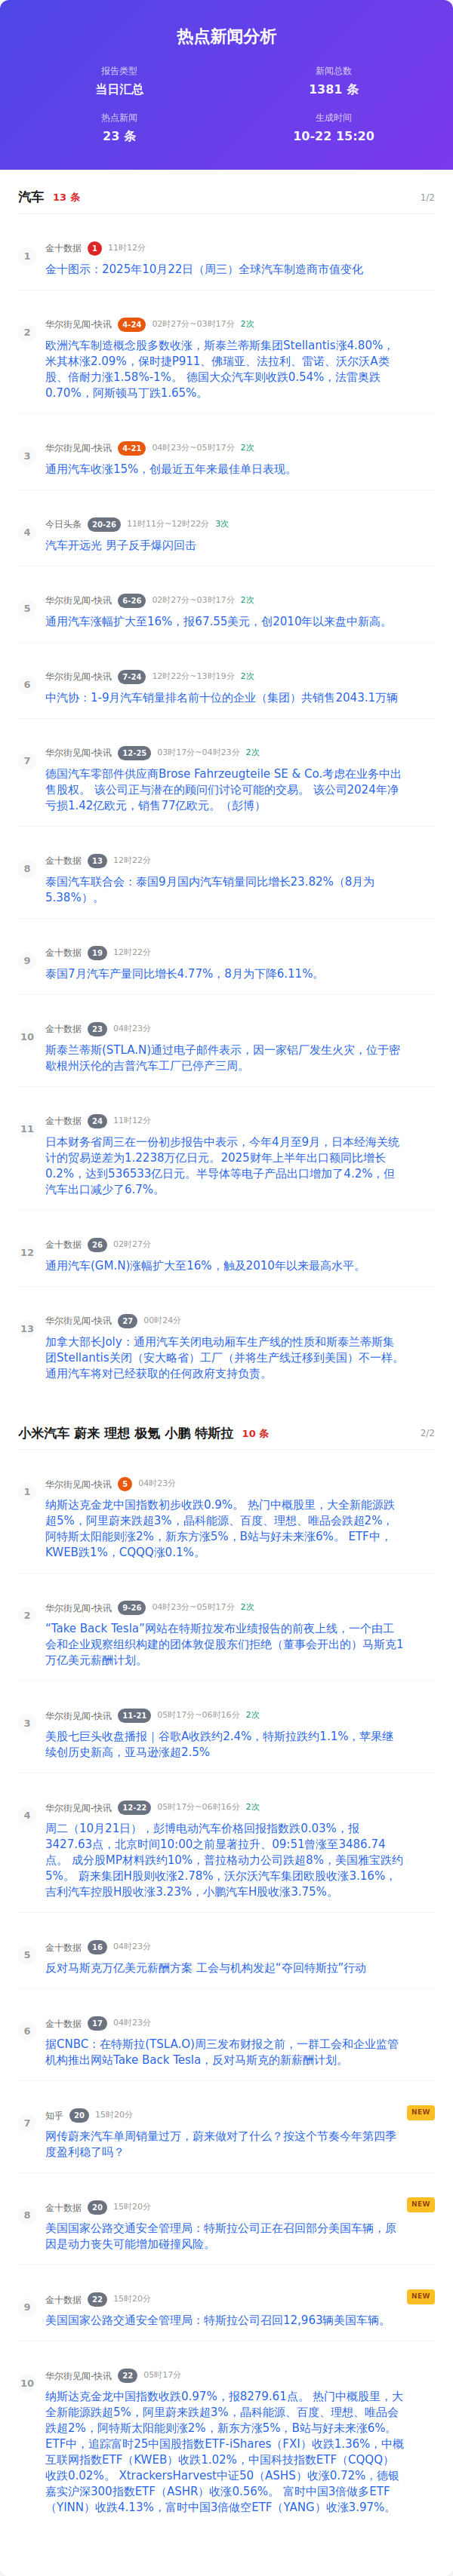 热点新闻分析
报告类型
当日汇总
新闻总数
1381 条
热点新闻
23 条
生成时间
10-22 15:20
汽车 13 条 1/2
1
金十数据 1 11时12分
金十图示：2025年10月22日（周三）全球汽车制造商市值变化
2
华尔街见闻-快讯 4-24 02时27分~03时17分 2次
欧洲汽车制造概念股多数收涨，斯泰兰蒂斯集团Stellantis涨4.80%，
米其林涨2.09%，保时捷P911、佛瑞亚、法拉利、雷诺、沃尔沃A类
股、倍耐力涨1.58%-1%。 德国大众汽车则收跌0.54%，法雷奥跌
0.70%，阿斯顿马丁跌1.65%。
3
华尔街见闻-快讯 4-21 04时23分~05时17分 2次
通用汽车收涨15%，创最近五年来最佳单日表现。
4
今日头条 20-26 11时11分~12时22分 3次
汽车开远光 男子反手爆闪回击
5
华尔街见闻-快讯 6-26 02时27分~03时17分 2次
通用汽车涨幅扩大至16%，报67.55美元，创2010年以来盘中新高。
6
华尔街见闻-快讯 7-24 12时22分~13时19分 2次
中汽协：1-9月汽车销量排名前十位的企业（集团）共销售2043.1万辆
7
华尔街见闻-快讯 12-25 03时17分~04时23分 2次
德国汽车零部件供应商Brose Fahrzeugteile SE & Co.考虑在业务中出
售股权。 该公司正与潜在的顾问们讨论可能的交易。 该公司2024年净
亏损1.42亿欧元，销售77亿欧元。（彭博）
8
金十数据 13 12时22分
泰国汽车联合会：泰国9月国内汽车销量同比增长23.82%（8月为
5.38%）。
9
金十数据 19 12时22分
泰国7月汽车产量同比增长4.77%，8月为下降6.11%。
10
金十数据 23 04时23分
斯泰兰蒂斯(STLA.N)通过电子邮件表示，因一家铝厂发生火灾，位于密
歇根州沃伦的吉普汽车工厂已停产三周。
11
金十数据 24 11时12分
日本财务省周三在一份初步报告中表示，今年4月至9月，日本经海关统
计的贸易逆差为1.2238万亿日元。2025财年上半年出口额同比增长
0.2%，达到536533亿日元。半导体等电子产品出口增加了4.2%，但
汽车出口减少了6.7%。
12
金十数据 26 02时27分
通用汽车(GM.N)涨幅扩大至16%，触及2010年以来最高水平。
13
华尔街见闻-快讯 27 00时24分
加拿大部长Joly：通用汽车关闭电动厢车生产线的性质和斯泰兰蒂斯集
团Stellantis关闭（安大略省）工厂（并将生产线迁移到美国）不一样。
通用汽车将对已经获取的任何政府支持负责。
小米汽车 蔚来 理想 极氪 小鹏 特斯拉 10 条 2/2
1
华尔街见闻-快讯 5 04时23分
纳斯达克金龙中国指数初步收跌0.9%。 热门中概股里，大全新能源跌
超5%，阿里蔚来跌超3%，晶科能源、百度、理想、唯品会跌超2%，
阿特斯太阳能则涨2%，新东方涨5%，B站与好未来涨6%。 ETF中，
KWEB跌1%，CQQQ涨0.1%。
2
华尔街见闻-快讯 9-26 04时23分~05时17分 2次
“Take Back Tesla”网站在特斯拉发布业绩报告的前夜上线，一个由工
会和企业观察组织构建的团体敦促股东们拒绝（董事会开出的）马斯克1
万亿美元薪酬计划。
3
华尔街见闻-快讯 11-21 05时17分~06时16分 2次
美股七巨头收盘播报｜谷歌A收跌约2.4%，特斯拉跌约1.1%，苹果继
续创历史新高，亚马逊涨超2.5%
4
华尔街见闻-快讯 12-22 05时17分~06时16分 2次
周二（10月21日），彭博电动汽车价格回报指数跌0.03%，报
3427.63点，北京时间10:00之前显著拉升、09:51曾涨至3486.74
点。 成分股MP材料跌约10%，普拉格动力公司跌超8%，美国雅宝跌约
5%。 蔚来集团H股则收涨2.78%，沃尔沃汽车集团欧股收涨3.16%，
吉利汽车控股H股收涨3.23%，小鹏汽车H股收涨3.75%。
5
金十数据 16 04时23分
反对马斯克万亿美元薪酬方案 工会与机构发起“夺回特斯拉”行动
6
金十数据 17 04时23分
据CNBC：在特斯拉(TSLA.O)周三发布财报之前，一群工会和企业监管
机构推出网站Take Back Tesla，反对马斯克的新薪酬计划。
7
知乎 20 15时20分 NEW
网传蔚来汽车单周销量过万，蔚来做对了什么？按这个节奏今年第四季
度盈利稳了吗？
8
金十数据 20 15时20分 NEW
美国国家公路交通安全管理局：特斯拉公司正在召回部分美国车辆，原
因是动力丧失可能增加碰撞风险。
9
金十数据 22 15时20分 NEW
美国国家公路交通安全管理局：特斯拉公司召回12,963辆美国车辆。
10
华尔街见闻-快讯 22 05时17分
纳斯达克金龙中国指数收跌0.97%，报8279.61点。 热门中概股里，大
全新能源跌超5%，阿里蔚来跌超3%，晶科能源、百度、理想、唯品会
跌超2%，阿特斯太阳能则涨2%，新东方涨5%，B站与好未来涨6%。
ETF中，追踪富时25中国股指数ETF-iShares（FXI）收跌1.36%，中概
互联网指数ETF（KWEB）收跌1.02%，中国科技指数ETF（CQQQ）
收跌0.02%。 XtrackersHarvest中证50（ASHS）收涨0.72%，德银
嘉实沪深300指数ETF（ASHR）收涨0.56%。 富时中国3倍做多ETF
（YINN）收跌4.13%，富时中国3倍做空ETF（YANG）收涨3.97%。